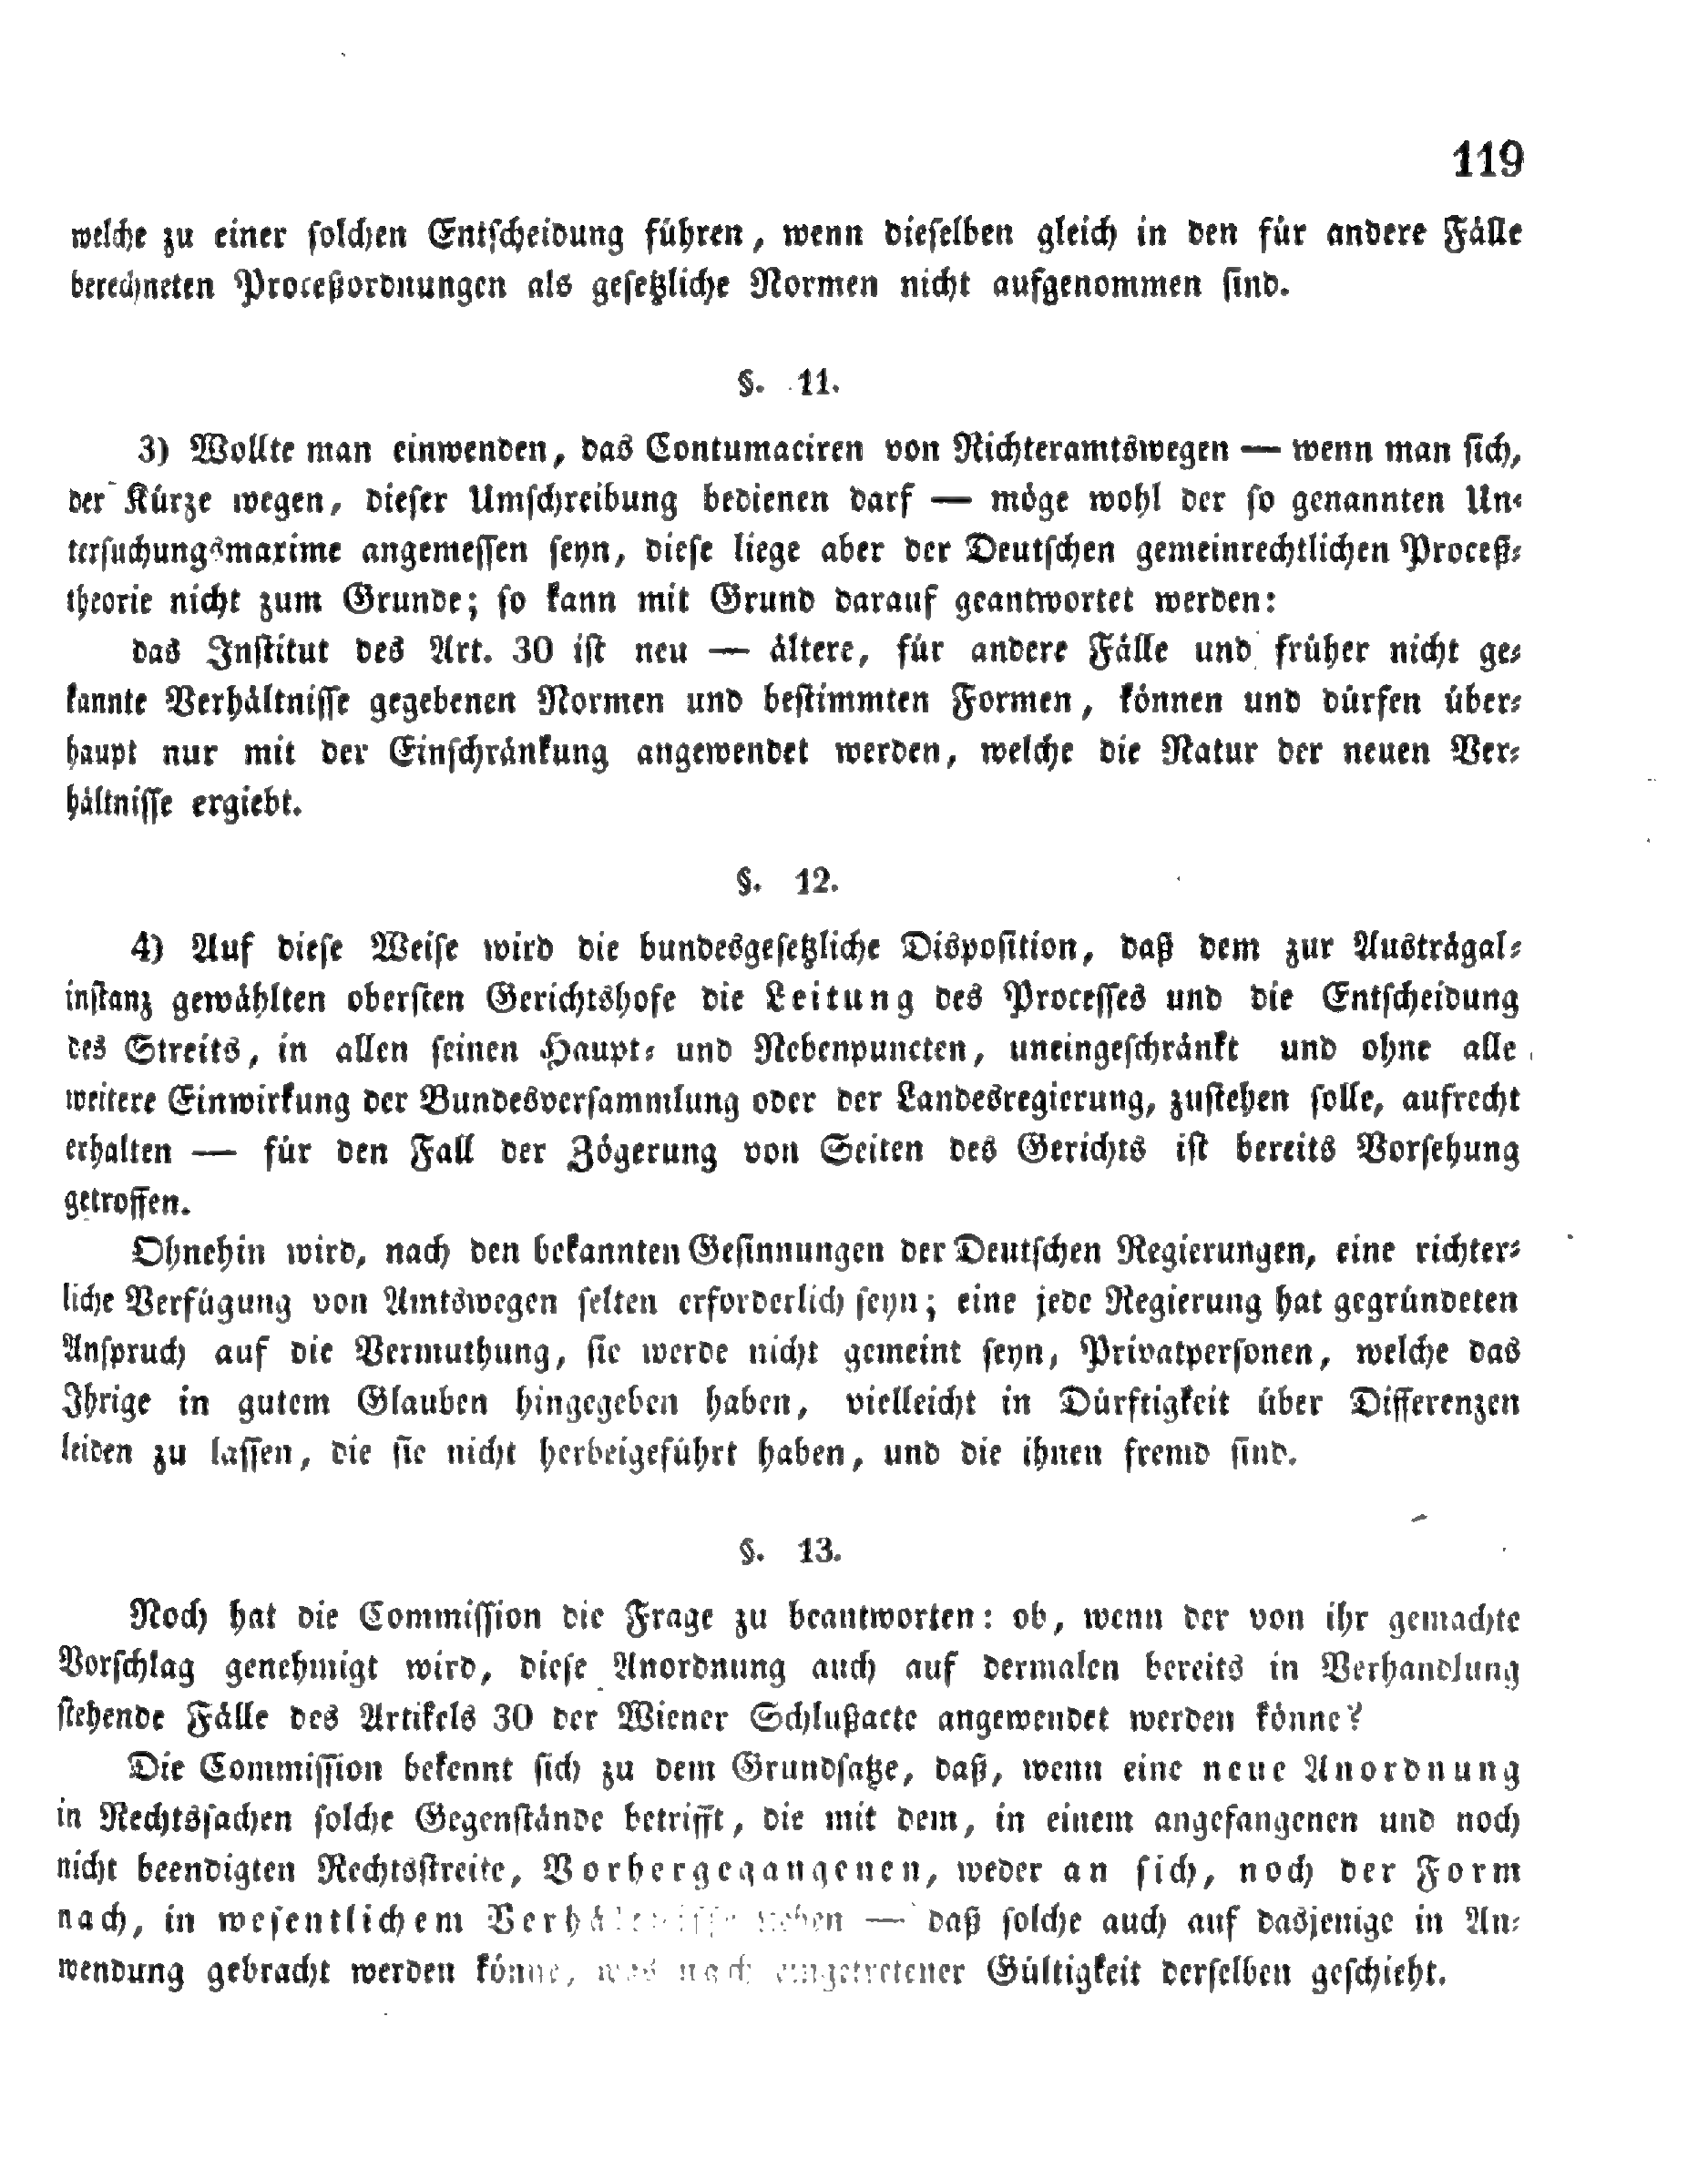 119
welche zu einer solchen Entscheidung führen, wenn dieselben gleich in den für andere Fälle
berechneten Proceßordnungen als gesetzliche Normen nicht aufgenommen sind.
§. 11.
3) Wollte man einwenden, das Contumaciren von Richteramtswegen — wenn man sich,
der Kürze wegen, dieser Umschreibung bedienen darf — möge wohl der so genannten Un-
tersuchungsmaxime angemessen seyn, diese liege aber der Deutschen gemeinrechtlichen Proceß-
theorie nicht zum Grunde; so kann mit Grund darauf geantwortet werden:
das Institut des Art. 30 ist neu — ältere, für andere Fälle und früher nicht ge-
kannte Verhältnisse gegebenen Normen und bestimmten Formen, können und dürfen über-
haupt nur mit der Einschränkung angewendet werden, welche die Natur der neuen Ver-
hältnisse ergiebt.
§. 12.
4) Auf diese Weise wird die bundesgesetzliche Disposition, daß dem zur Austrägal-
instanz gewählten obersten Gerichtshofe die Leitung des Processes und die Entscheidung
des Streits, in allen seinen Haupt- und Nebenpuncten, uneingeschränkt und ohne alle
weitere Einwirkung der Bundesversammlung oder der Landesregierung, zustehen solle, aufrecht
erhalten — für den Fall der Zögerung von Seiten des Gerichts ist bereits Vorsehung
getroffen.
Ohnehin wird, nach den bekannten Gesinnungen der Deutschen Regierungen, eine richter-
liche Verfügung von Amtswegen selten erforderlich seyn; eine jede Regierung hat gegründeten
Anspruch auf die Vermuthung, sie werde nicht gemeint seyn, Privatpersonen, welche das
Ihrige in gutem Glauben hingegeben haben, vielleicht in Dürftigkeit über Differenzen
leiden zu lassen, die sie nicht herbeigeführt haben, und die ihnen fremd sind.
§. 13.
Noch hat die Commission die Frage zu beantworten: ob, wenn der von ihr gemachte
Vorschlag genehmigt wird, diese Anordnung auch auf dermalen bereits in Verhandlung
stehende Fälle des Artikels 30 der Wiener Schlußacte angewendet werden könne?
Die Commission bekennt sich zu dem Grundsatze, daß, wenn eine neue Anordnung
in Rechtssachen solche Gegenstände betrifft, die mit dem, in einem angefangenen und noch
nicht beendigten Rechtsstreite, Vorhergegangenen, weder an sich, noch der Form
nach, in wesentlichem Verhältnisse stehen — daß solche auch auf dasjenige in An-
wendung gebracht werden könne, was nach eingetretener Gültigkeit derselben geschieht.